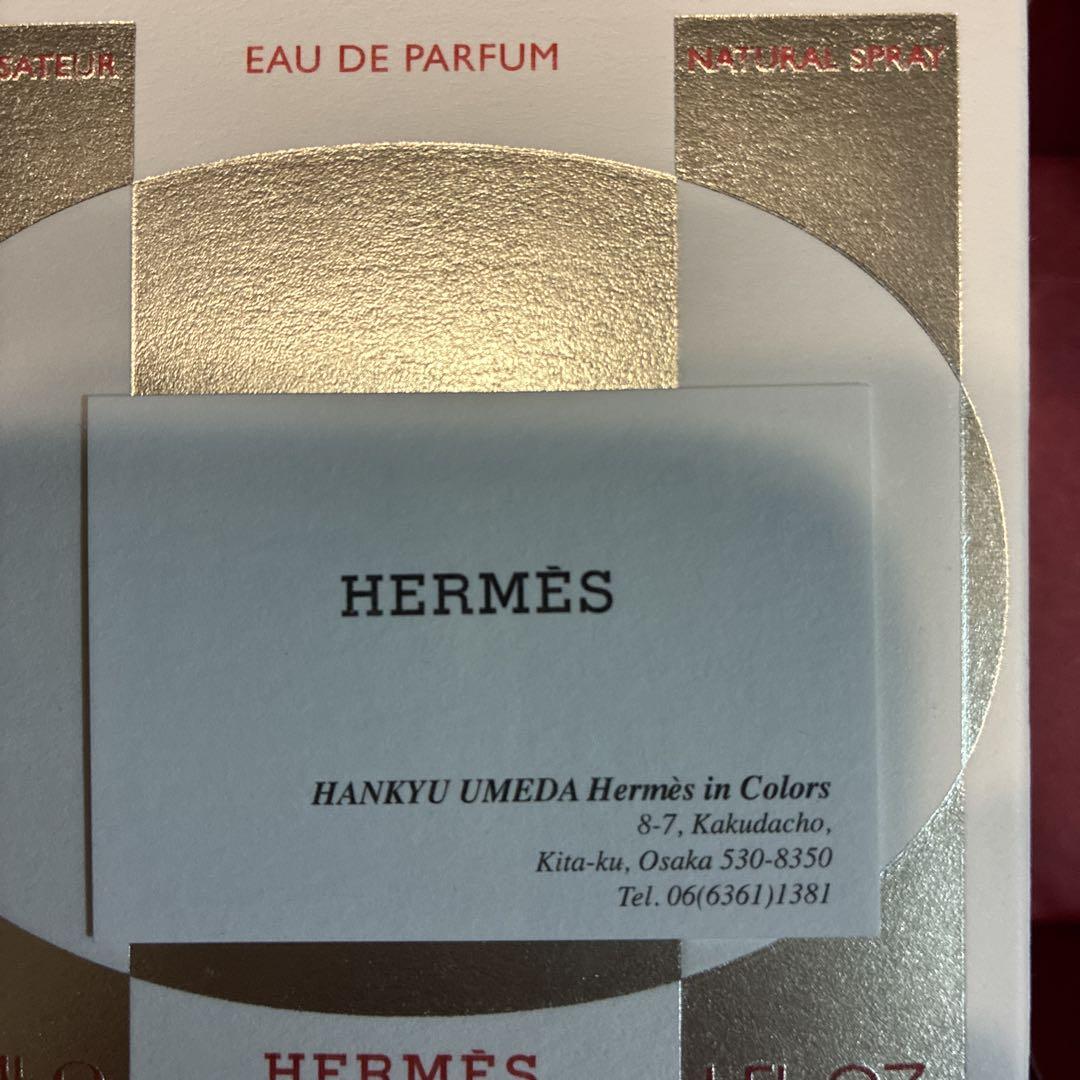 EAU DE PARFUM
NATURAL SPRAY
HERMÈS
HANKYU UMEDA Hermès in Colors
8-7, Kakudacho,
Kita-ku, Osaka 530-8350
Tel. 06(6361)1381
HERMÈS